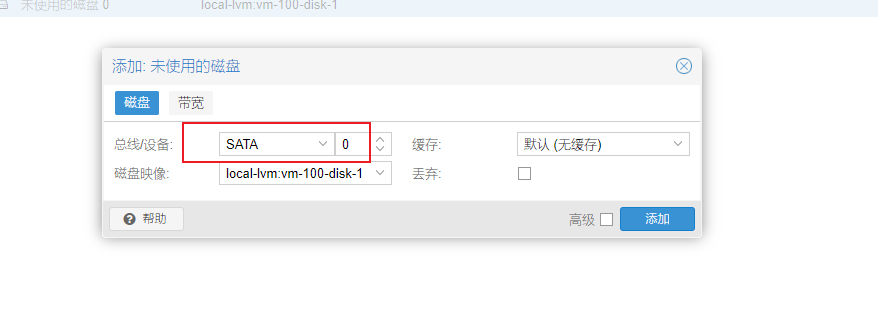 未使用的磁盘 0 local-lvm:vm-100-disk-1
添加: 未使用的磁盘
磁盘 带宽
总线/设备: SATA 0 缓存: 默认 (无缓存)
磁盘映像: local-lvm:vm-100-disk-1 丢弃:
帮助 高级 添加